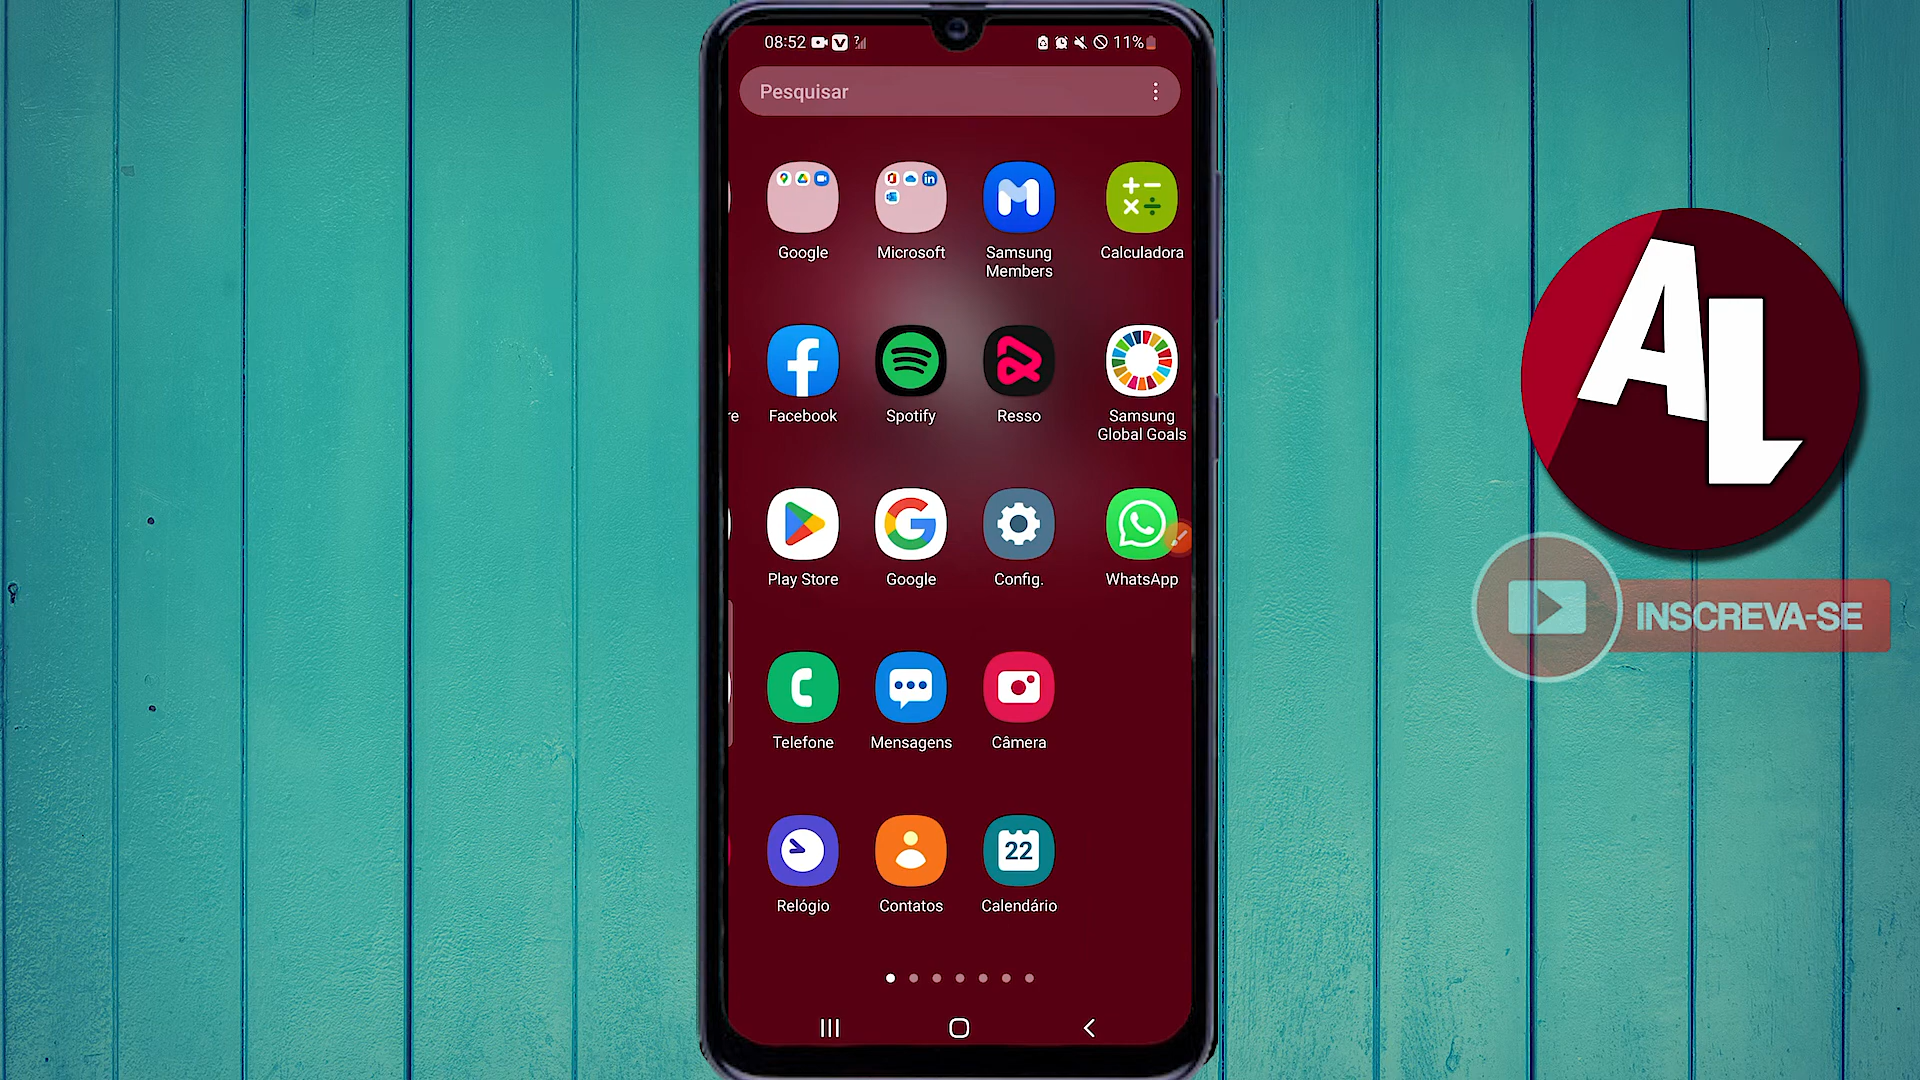 08:52
11%
Pesquisar
Google
Microsoft
Samsung
Members
Calculadora
re
Facebook
Spotify
Resso
Samsung
Global Goals
Play Store
Google
Config.
WhatsApp
Telefone
Mensagens
Câmera
22
Relógio
Contatos
Calendário
AL
INSCREVA-SE